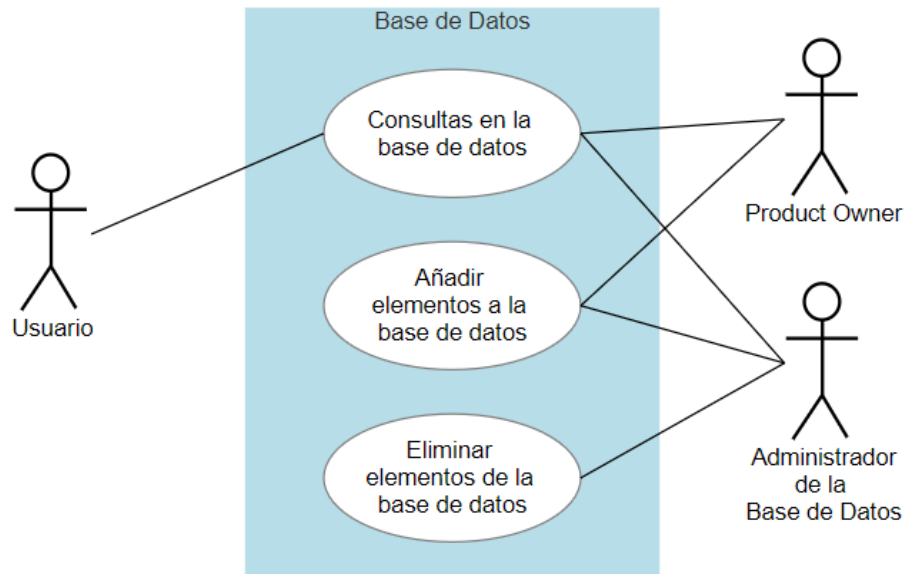 Base de Datos
Consultas en la
base de datos
Product Owner
Usuario
Añadir
elementos a la
base de datos
Eliminar
elementos de la
base de datos
Administrador
de la
Base de Datos